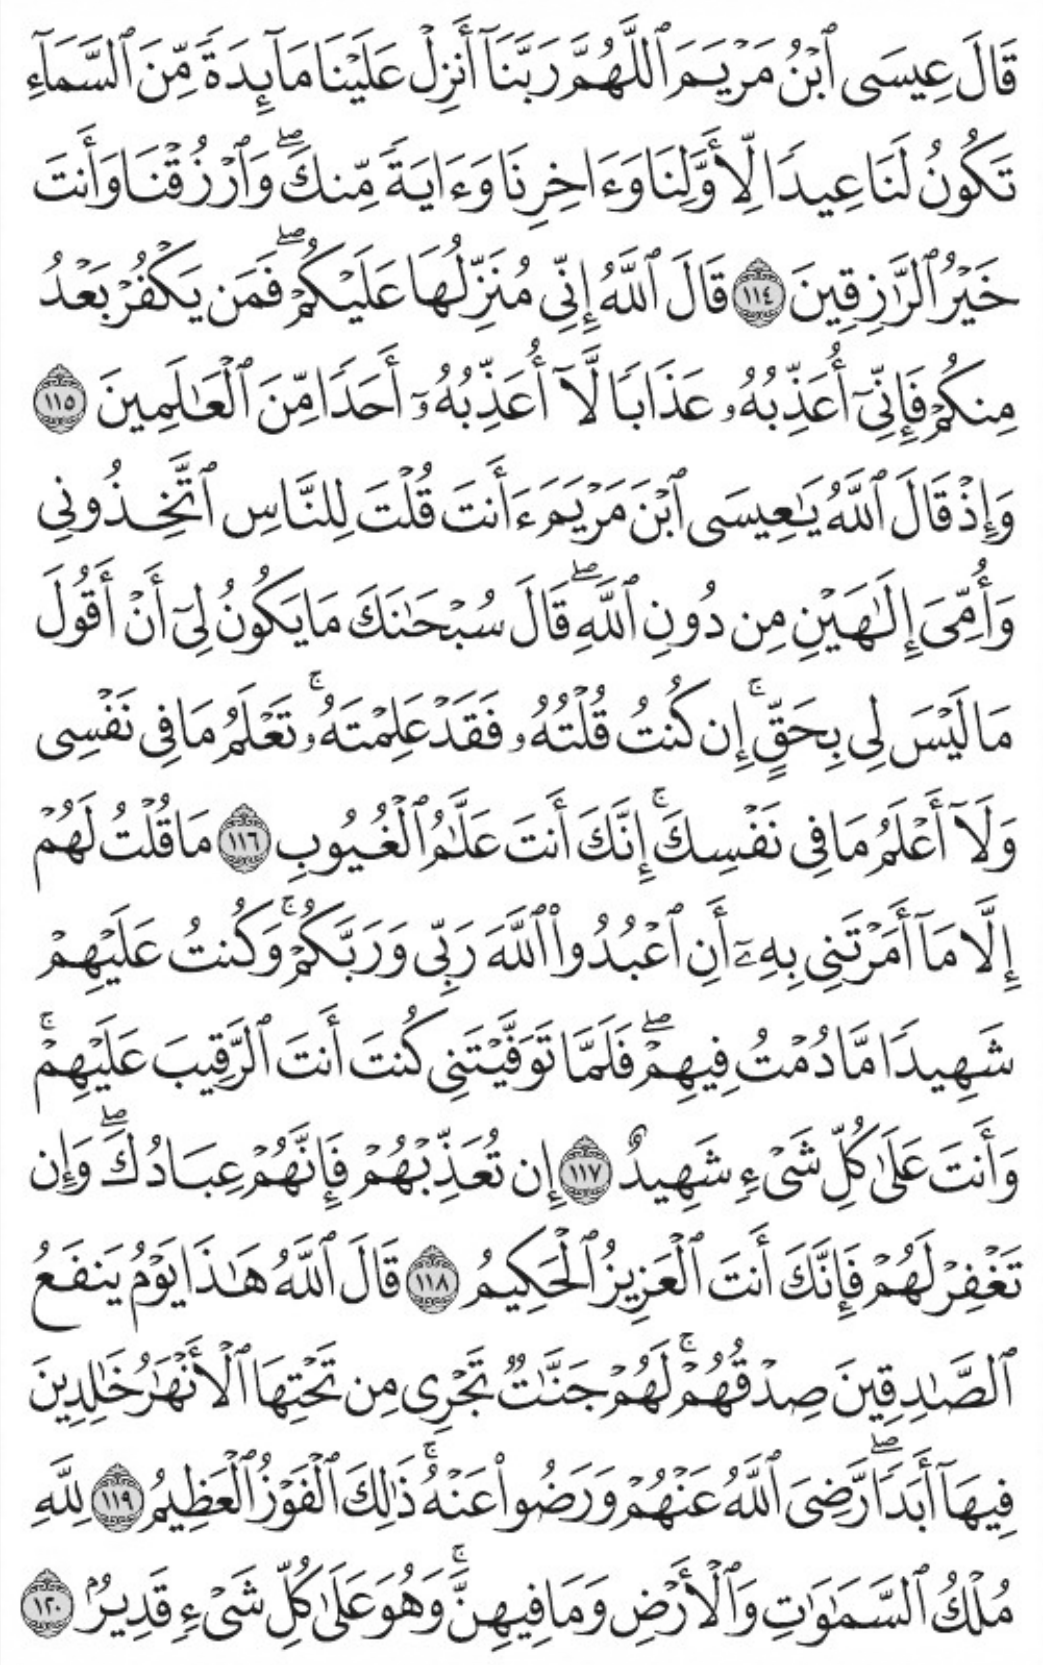 قَالَ عِيسَى ٱبْنُ مَرْيَمَ ٱللَّهُمَّ رَبَّنَآ أَنزِلْ عَلَيْنَا مَآئِدَةً مِّنَ ٱلسَّمَآءِ
تَكُونُ لَنَا عِيدًا لِّأَوَّلِنَا وَءَاخِرِنَا وَءَايَةً مِّنكَ ۖ وَٱرْزُقْنَا وَأَنتَ
خَيْرُ ٱلرَّٰزِقِينَ ١١٤ قَالَ ٱللَّهُ إِنِّى مُنَزِّلُهَا عَلَيْكُمْ ۖ فَمَن يَكْفُرْ بَعْدُ
مِنكُمْ فَإِنِّىٓ أُعَذِّبُهُۥ عَذَابًا لَّآ أُعَذِّبُهُۥٓ أَحَدًا مِّنَ ٱلْعَٰلَمِينَ ١١٥
وَإِذْ قَالَ ٱللَّهُ يَٰعِيسَى ٱبْنَ مَرْيَمَ ءَأَنتَ قُلْتَ لِلنَّاسِ ٱتَّخِذُونِى
وَأُمِّىَ إِلَٰهَيْنِ مِن دُونِ ٱللَّهِ ۖ قَالَ سُبْحَٰنَكَ مَا يَكُونُ لِىٓ أَنْ أَقُولَ
مَا لَيْسَ لِى بِحَقٍّ ۚ إِن كُنتُ قُلْتُهُۥ فَقَدْ عَلِمْتَهُۥ ۚ تَعْلَمُ مَا فِى نَفْسِى
وَلَآ أَعْلَمُ مَا فِى نَفْسِكَ ۚ إِنَّكَ أَنتَ عَلَّٰمُ ٱلْغُيُوبِ ١١٦ مَا قُلْتُ لَهُمْ
إِلَّا مَآ أَمَرْتَنِى بِهِۦٓ أَنِ ٱعْبُدُوا۟ ٱللَّهَ رَبِّى وَرَبَّكُمْ ۚ وَكُنتُ عَلَيْهِمْ
شَهِيدًا مَّا دُمْتُ فِيهِمْ ۖ فَلَمَّا تَوَفَّيْتَنِى كُنتَ أَنتَ ٱلرَّقِيبَ عَلَيْهِمْ ۚ
وَأَنتَ عَلَىٰ كُلِّ شَىْءٍ شَهِيدٌ ١١٧ إِن تُعَذِّبْهُمْ فَإِنَّهُمْ عِبَادُكَ ۖ وَإِن
تَغْفِرْ لَهُمْ فَإِنَّكَ أَنتَ ٱلْعَزِيزُ ٱلْحَكِيمُ ١١٨ قَالَ ٱللَّهُ هَٰذَا يَوْمُ يَنفَعُ
ٱلصَّٰدِقِينَ صِدْقُهُمْ ۚ لَهُمْ جَنَّٰتٌ تَجْرِى مِن تَحْتِهَا ٱلْأَنْهَٰرُ خَٰلِدِينَ
فِيهَآ أَبَدًا ۖ رَّضِىَ ٱللَّهُ عَنْهُمْ وَرَضُوا۟ عَنْهُ ۚ ذَٰلِكَ ٱلْفَوْزُ ٱلْعَظِيمُ ١١٩ لِلَّهِ
مُلْكُ ٱلسَّمَٰوَٰتِ وَٱلْأَرْضِ وَمَا فِيهِنَّ ۚ وَهُوَ عَلَىٰ كُلِّ شَىْءٍ قَدِيرٌۢ ١٢٠